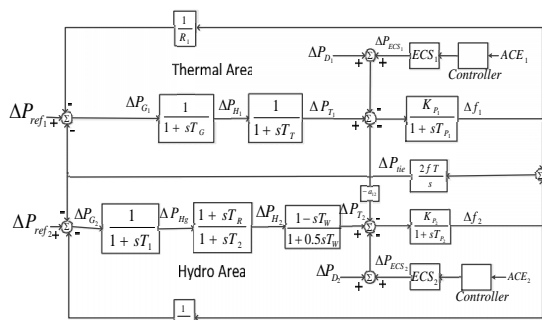 1
R₁
ΔP_D₁ + + ΔP_ECS₁ ECS₁ ACE₁
Controller
Thermal Area
ΔP_ref₁ + Σ - - ΔP_G₁ 1 / (1 + sT_G) ΔP_H₁ 1 / (1 + sT_T) ΔP_T₁ + Σ - - K_P₁ / (1 + sT_P₁) Δf₁
ΔP_tie 2fT / s Σ
-a₁₂
ΔP_ref₂ + Σ - - ΔP_G₂ 1 / (1 + sT₁) ΔP_Hg (1 + sT_R) / (1 + sT₂) ΔP_H₂ (1 - sT_W) / (1 + 0.5sT_W) ΔP_T₂ + Σ - - K_P₂ / (1 + sT_P₂) Δf₂
Hydro Area
ΔP_D₂ + Σ + ΔP_ECS₂ ECS₂ ACE₂
Controller
1